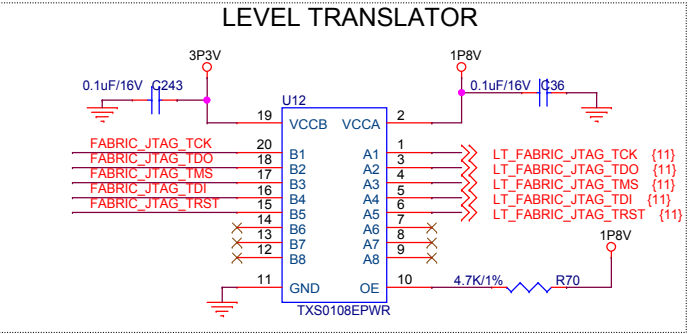 LEVEL TRANSLATOR
3P3V 1P8V
0.1uF/16V C243 0.1uF/16V C36
U12
19 VCCB VCCA 2
FABRIC_JTAG_TCK 20 B1 A1 1 LT_FABRIC_JTAG_TCK {11}
FABRIC_JTAG_TDO 18 B2 A2 3 LT_FABRIC_JTAG_TDO {11}
FABRIC_JTAG_TMS 17 B3 A3 4 LT_FABRIC_JTAG_TMS {11}
FABRIC_JTAG_TDI 16 B4 A4 5 LT_FABRIC_JTAG_TDI {11}
FABRIC_JTAG_TRST 15 B5 A5 6 LT_FABRIC_JTAG_TRST {11}
14 B6 A6 7
13 B7 A7 8
12 B8 A8 9
1P8V
11 GND OE 10 4.7K/1% R70
TXS0108EPWR